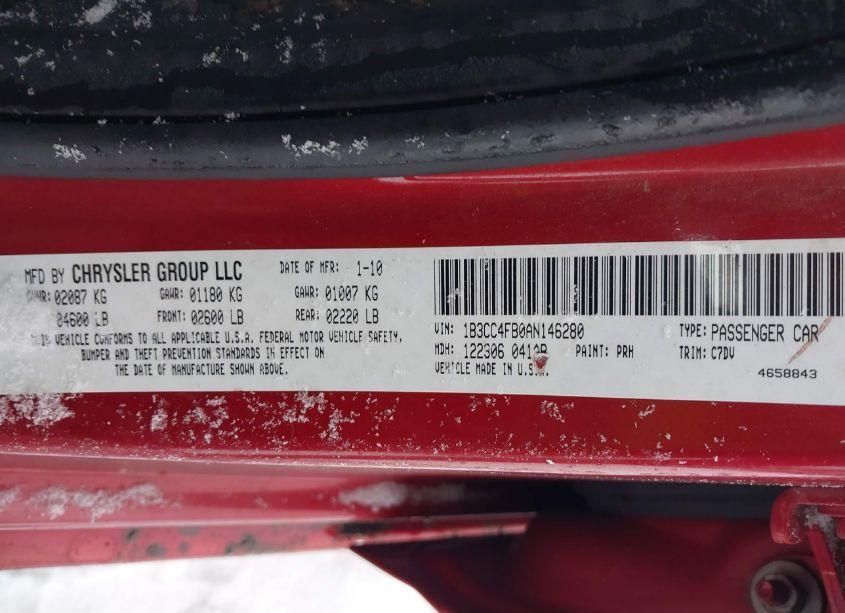 MFD BY CHRYSLER GROUP LLC DATE OF MFR: 1-10
GVWR: 02087 KG GAWR: 01180 KG GAWR: 01007 KG
04600 LB FRONT: 02600 LB REAR: 02220 LB
VEHICLE CONFORMS TO ALL APPLICABLE U.S.A. FEDERAL MOTOR VEHICLE SAFETY,
BUMPER AND THEFT PREVENTION STANDARDS IN EFFECT ON
THE DATE OF MANUFACTURE SHOWN ABOVE.
VIN: 1B3CC4FB0AN146280 TYPE: PASSENGER CAR
MDH: 122306 PAINT: PRH TRIM: C7DV
VEHICLE MADE IN U.S.A.
4658843